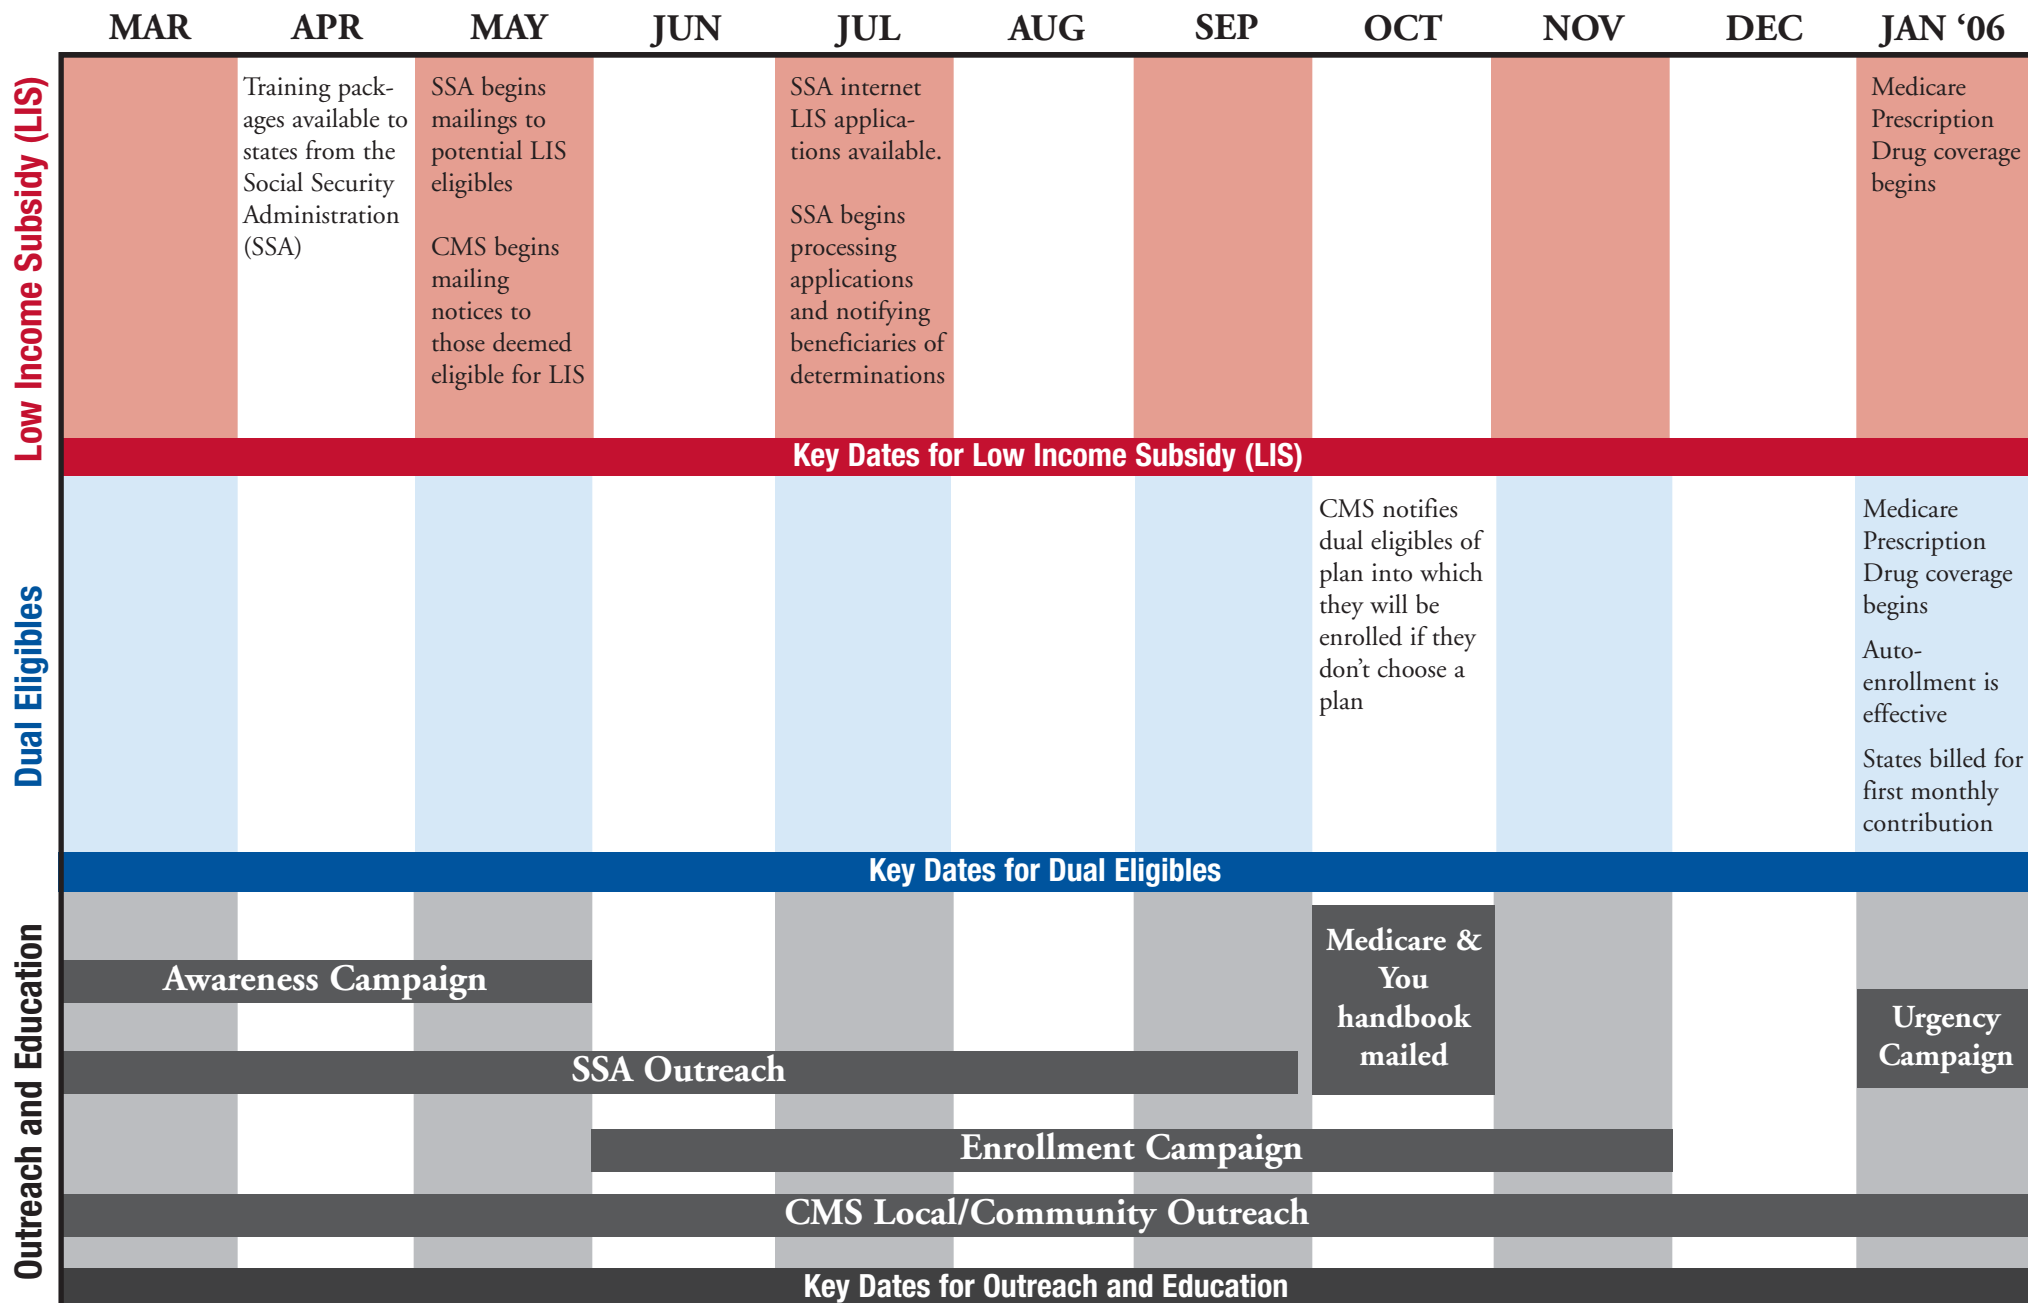 MAR APR MAY JUN JUL AUG SEP OCT NOV DEC JAN ‘06
Low Income Subsidy (LIS)
Training pack-
ages available to
states from the
Social Security
Administration
(SSA)
SSA begins
mailings to
potential LIS
eligibles
CMS begins
mailing
notices to
those deemed
eligible for LIS
SSA internet
LIS applica-
tions available.
SSA begins
processing
applications
and notifying
beneficiaries of
determinations
Medicare
Prescription
Drug coverage
begins
Key Dates for Low Income Subsidy (LIS)
Dual Eligibles
CMS notifies
dual eligibles of
plan into which
they will be
enrolled if they
don’t choose a
plan
Medicare
Prescription
Drug coverage
begins
Auto-
enrollment is
effective
States billed for
first monthly
contribution
Key Dates for Dual Eligibles
Outreach and Education
Awareness Campaign
SSA Outreach
Medicare &
You
handbook
mailed
Urgency
Campaign
Enrollment Campaign
CMS Local/Community Outreach
Key Dates for Outreach and Education